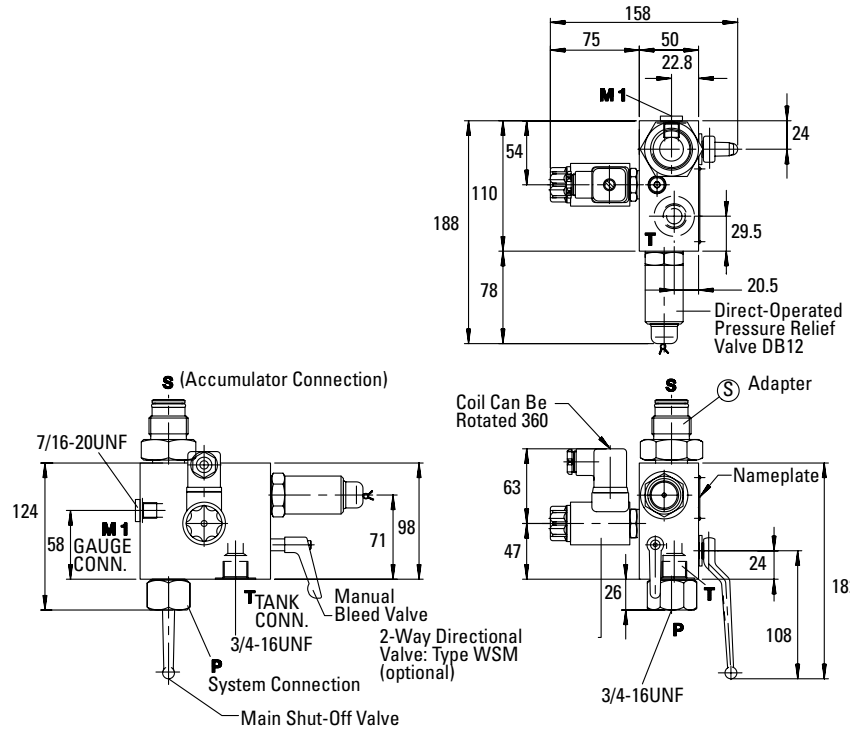 158
75
50
22.8
M 1
24
54
110
188
29.5
T
78
20.5
Direct-Operated
Pressure Relief
Valve DB12
S (Accumulator Connection)
7/16-20UNF
124
58
M 1
GAUGE
CONN.
98
71
T TANK
CONN.
3/4-16UNF
Manual
Bleed Valve
P
System Connection
Main Shut-Off Valve
2-Way Directional
Valve: Type WSM
(optional)
S
S Adapter
Coil Can Be
Rotated 360
Nameplate
63
47
26
24
T
108
P
3/4-16UNF